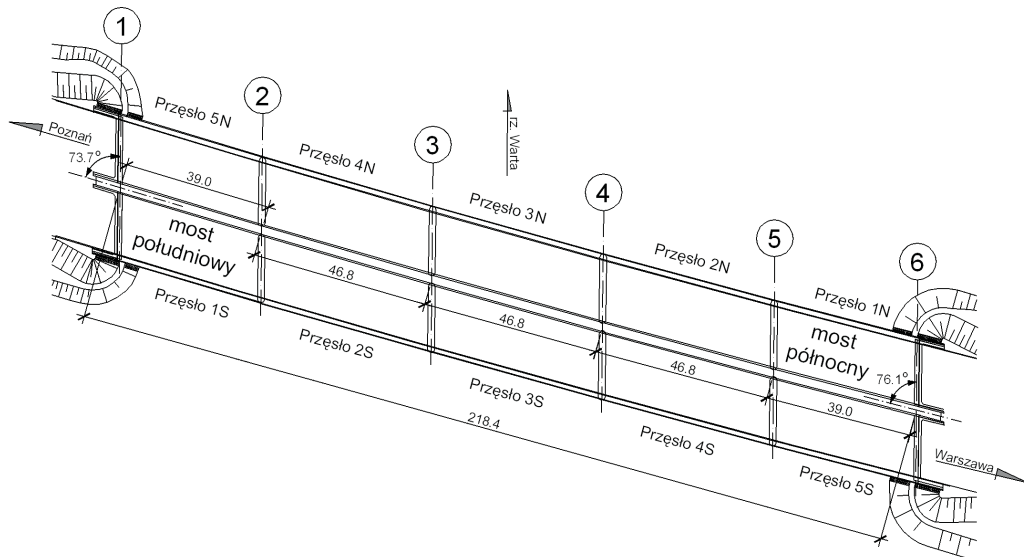 1
2
3
4
5
6
Przęsło 5N
Przęsło 4N
Przęsło 3N
Przęsło 2N
Przęsło 1N
rz. Warta
Poznań
73.7°
39.0
most
południowy
46.8
46.8
46.8
39.0
most
północny
76.1°
Przęsło 1S
Przęsło 2S
Przęsło 3S
Przęsło 4S
Przęsło 5S
218.4
Warszawa